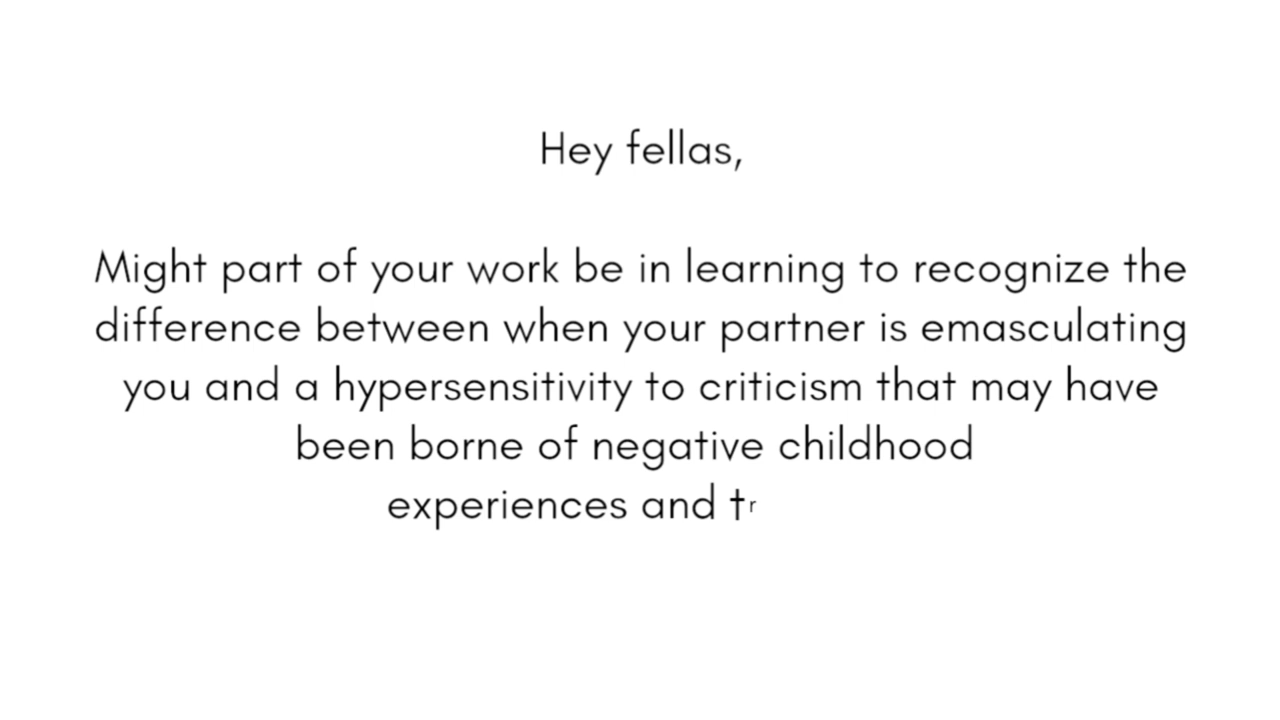 Hey fellas,
Might part of your work be in learning to recognize the
difference between when your partner is emasculating
you and a hypersensitivity to criticism that may have
been borne of negative childhood
experiences and tr